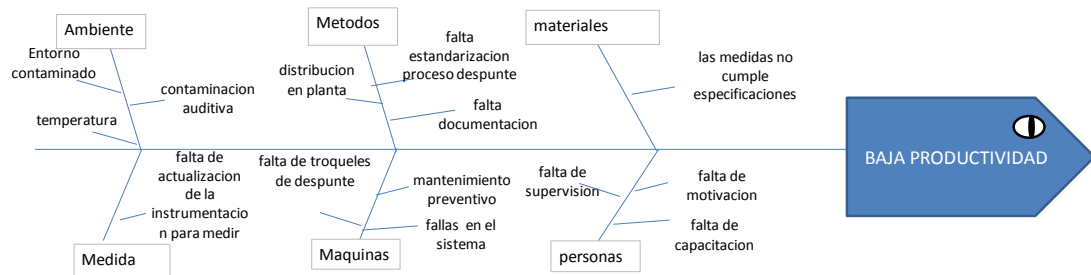 Ambiente
Entorno
contaminado
contaminacion
auditiva
temperatura
Metodos
falta
estandarizacion
proceso despunte
distribucion
en planta
falta
documentacion
materiales
las medidas no
cumple
especificaciones
BAJA PRODUCTIVIDAD
falta de
actualizacion
de la
instrumentacio
n para medir
Medida
falta de troqueles
de despunte
mantenimiento
preventivo
fallas en el
sistema
Maquinas
falta de
supervision
falta de
motivacion
falta de
capacitacion
personas